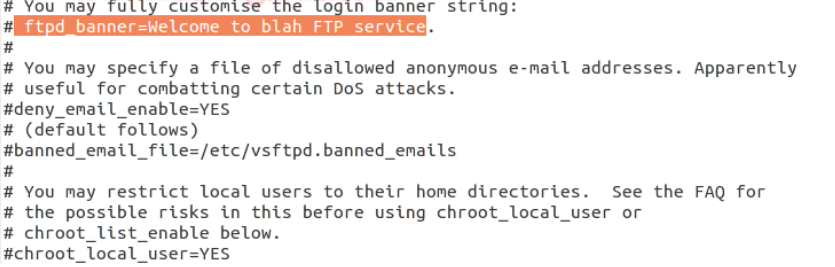 # You may fully customise the login banner string:
# ftpd_banner=Welcome to blah FTP service.
#
# You may specify a file of disallowed anonymous e-mail addresses. Apparently
# useful for combatting certain DoS attacks.
#deny_email_enable=YES
# (default follows)
#banned_email_file=/etc/vsftpd.banned_emails
#
# You may restrict local users to their home directories.  See the FAQ for
# the possible risks in this before using chroot_local_user or
# chroot_list_enable below.
#chroot_local_user=YES